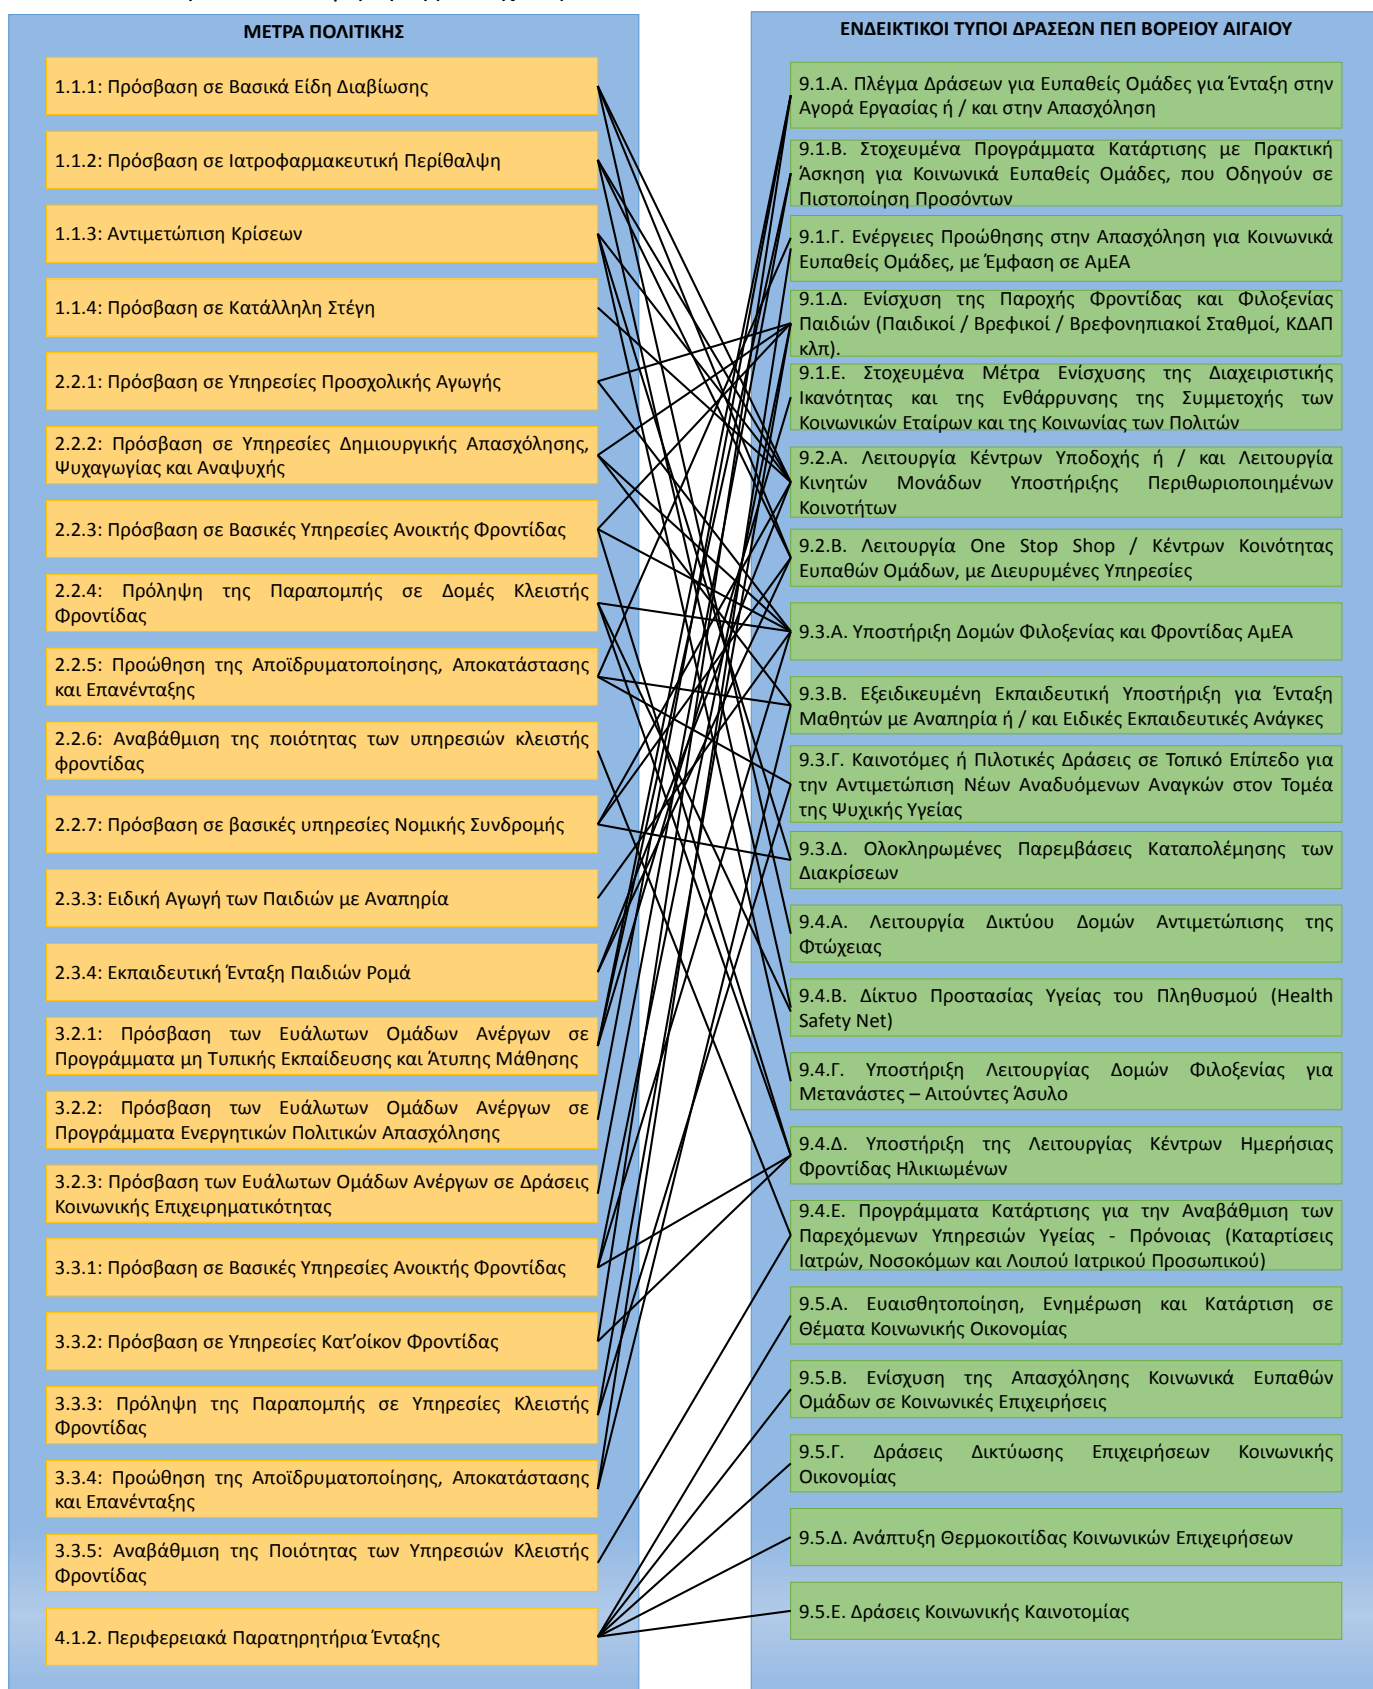 ΜΕΤΡΑ ΠΟΛΙΤΙΚΗΣ
1.1.1: Πρόσβαση σε Βασικά Είδη Διαβίωσης
1.1.2: Πρόσβαση σε Ιατροφαρμακευτική Περίθαλψη
1.1.3: Αντιμετώπιση Κρίσεων
1.1.4: Πρόσβαση σε Κατάλληλη Στέγη
2.2.1: Πρόσβαση σε Υπηρεσίες Προσχολικής Αγωγής
2.2.2: Πρόσβαση σε Υπηρεσίες Δημιουργικής Απασχόλησης,
Ψυχαγωγίας και Αναψυχής
2.2.3: Πρόσβαση σε Βασικές Υπηρεσίες Ανοικτής Φροντίδας
2.2.4: Πρόληψη της Παραπομπής σε Δομές Κλειστής
Φροντίδας
2.2.5: Προώθηση της Αποϊδρυματοποίησης, Αποκατάστασης
και Επανένταξης
2.2.6: Αναβάθμιση της ποιότητας των υπηρεσιών κλειστής
φροντίδας
2.2.7: Πρόσβαση σε βασικές υπηρεσίες Νομικής Συνδρομής
2.3.3: Ειδική Αγωγή των Παιδιών με Αναπηρία
2.3.4: Εκπαιδευτική Ένταξη Παιδιών Ρομά
3.2.1: Πρόσβαση των Ευάλωτων Ομάδων Ανέργων σε
Προγράμματα μη Τυπικής Εκπαίδευσης και Άτυπης Μάθησης
3.2.2: Πρόσβαση των Ευάλωτων Ομάδων Ανέργων σε
Προγράμματα Ενεργητικών Πολιτικών Απασχόλησης
3.2.3: Πρόσβαση των Ευάλωτων Ομάδων Ανέργων σε Δράσεις
Κοινωνικής Επιχειρηματικότητας
3.3.1: Πρόσβαση σε Βασικές Υπηρεσίες Ανοικτής Φροντίδας
3.3.2: Πρόσβαση σε Υπηρεσίες Κατ’οίκον Φροντίδας
3.3.3: Πρόληψη της Παραπομπής σε Υπηρεσίες Κλειστής
Φροντίδας
3.3.4: Προώθηση της Αποϊδρυματοποίησης, Αποκατάστασης
και Επανένταξης
3.3.5: Αναβάθμιση της Ποιότητας των Υπηρεσιών Κλειστής
Φροντίδας
4.1.2. Περιφερειακά Παρατηρητήρια Ένταξης
ΕΝΔΕΙΚΤΙΚΟΙ ΤΥΠΟΙ ΔΡΑΣΕΩΝ ΠΕΠ ΒΟΡΕΙΟΥ ΑΙΓΑΙΟΥ
9.1.Α. Πλέγμα Δράσεων για Ευπαθείς Ομάδες για Ένταξη στην
Αγορά Εργασίας ή / και στην Απασχόληση
9.1.Β. Στοχευμένα Προγράμματα Κατάρτισης με Πρακτική
Άσκηση για Κοινωνικά Ευπαθείς Ομάδες, που Οδηγούν σε
Πιστοποίηση Προσόντων
9.1.Γ. Ενέργειες Προώθησης στην Απασχόληση για Κοινωνικά
Ευπαθείς Ομάδες, με Έμφαση σε ΑμΕΑ
9.1.Δ. Ενίσχυση της Παροχής Φροντίδας και Φιλοξενίας
Παιδιών (Παιδικοί / Βρεφικοί / Βρεφονηπιακοί Σταθμοί, ΚΔΑΠ
κλπ).
9.1.Ε. Στοχευμένα Μέτρα Ενίσχυσης της Διαχειριστικής
Ικανότητας και της Ενθάρρυνσης της Συμμετοχής των
Κοινωνικών Εταίρων και της Κοινωνίας των Πολιτών
9.2.Α. Λειτουργία Κέντρων Υποδοχής ή / και Λειτουργία
Κινητών Μονάδων Υποστήριξης Περιθωριοποιημένων
Κοινοτήτων
9.2.Β. Λειτουργία One Stop Shop / Κέντρων Κοινότητας
Ευπαθών Ομάδων, με Διευρυμένες Υπηρεσίες
9.3.Α. Υποστήριξη Δομών Φιλοξενίας και Φροντίδας ΑμΕΑ
9.3.Β. Εξειδικευμένη Εκπαιδευτική Υποστήριξη για Ένταξη
Μαθητών με Αναπηρία ή / και Ειδικές Εκπαιδευτικές Ανάγκες
9.3.Γ. Καινοτόμες ή Πιλοτικές Δράσεις σε Τοπικό Επίπεδο για
την Αντιμετώπιση Νέων Αναδυόμενων Αναγκών στον Τομέα
της Ψυχικής Υγείας
9.3.Δ. Ολοκληρωμένες Παρεμβάσεις Καταπολέμησης των
Διακρίσεων
9.4.Α. Λειτουργία Δικτύου Δομών Αντιμετώπισης της
Φτώχειας
9.4.Β. Δίκτυο Προστασίας Υγείας του Πληθυσμού (Health
Safety Net)
9.4.Γ. Υποστήριξη Λειτουργίας Δομών Φιλοξενίας για
Μετανάστες – Αιτούντες Άσυλο
9.4.Δ. Υποστήριξη της Λειτουργίας Κέντρων Ημερήσιας
Φροντίδας Ηλικιωμένων
9.4.Ε. Προγράμματα Κατάρτισης για την Αναβάθμιση των
Παρεχόμενων Υπηρεσιών Υγείας - Πρόνοιας (Καταρτίσεις
Ιατρών, Νοσοκόμων και Λοιπού Ιατρικού Προσωπικού)
9.5.Α. Ευαισθητοποίηση, Ενημέρωση και Κατάρτιση σε
Θέματα Κοινωνικής Οικονομίας
9.5.Β. Ενίσχυση της Απασχόλησης Κοινωνικά Ευπαθών
Ομάδων σε Κοινωνικές Επιχειρήσεις
9.5.Γ. Δράσεις Δικτύωσης Επιχειρήσεων Κοινωνικής
Οικονομίας
9.5.Δ. Ανάπτυξη Θερμοκοιτίδας Κοινωνικών Επιχειρήσεων
9.5.Ε. Δράσεις Κοινωνικής Καινοτομίας